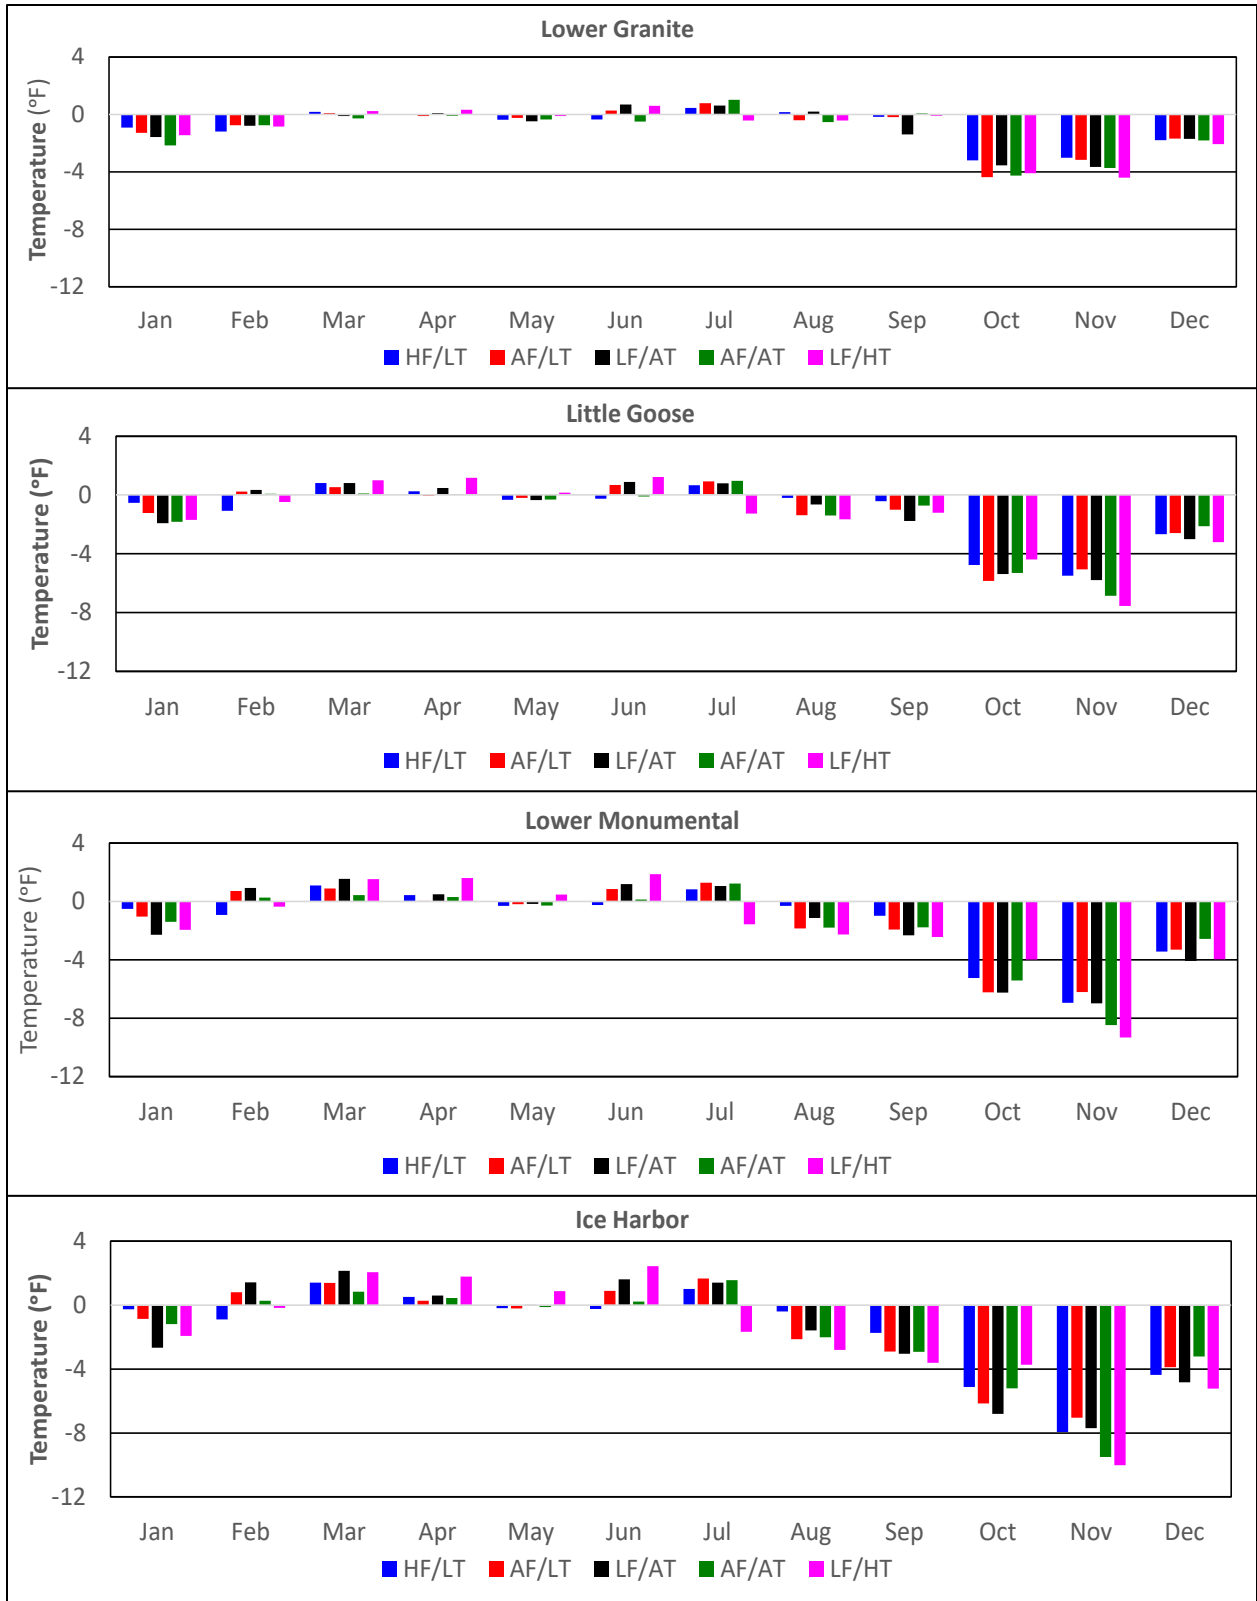 Lower Granite
Temperature (°F)
4
0
-4
-8
-12
Jan Feb Mar Apr May Jun Jul Aug Sep Oct Nov Dec
HF/LT AF/LT LF/AT AF/AT LF/HT
Little Goose
Temperature (°F)
4
0
-4
-8
-12
Jan Feb Mar Apr May Jun Jul Aug Sep Oct Nov Dec
HF/LT AF/LT LF/AT AF/AT LF/HT
Lower Monumental
Temperature (°F)
4
0
-4
-8
-12
Jan Feb Mar Apr May Jun Jul Aug Sep Oct Nov Dec
HF/LT AF/LT LF/AT AF/AT LF/HT
Ice Harbor
Temperature (°F)
4
0
-4
-8
-12
Jan Feb Mar Apr May Jun Jul Aug Sep Oct Nov Dec
HF/LT AF/LT LF/AT AF/AT LF/HT